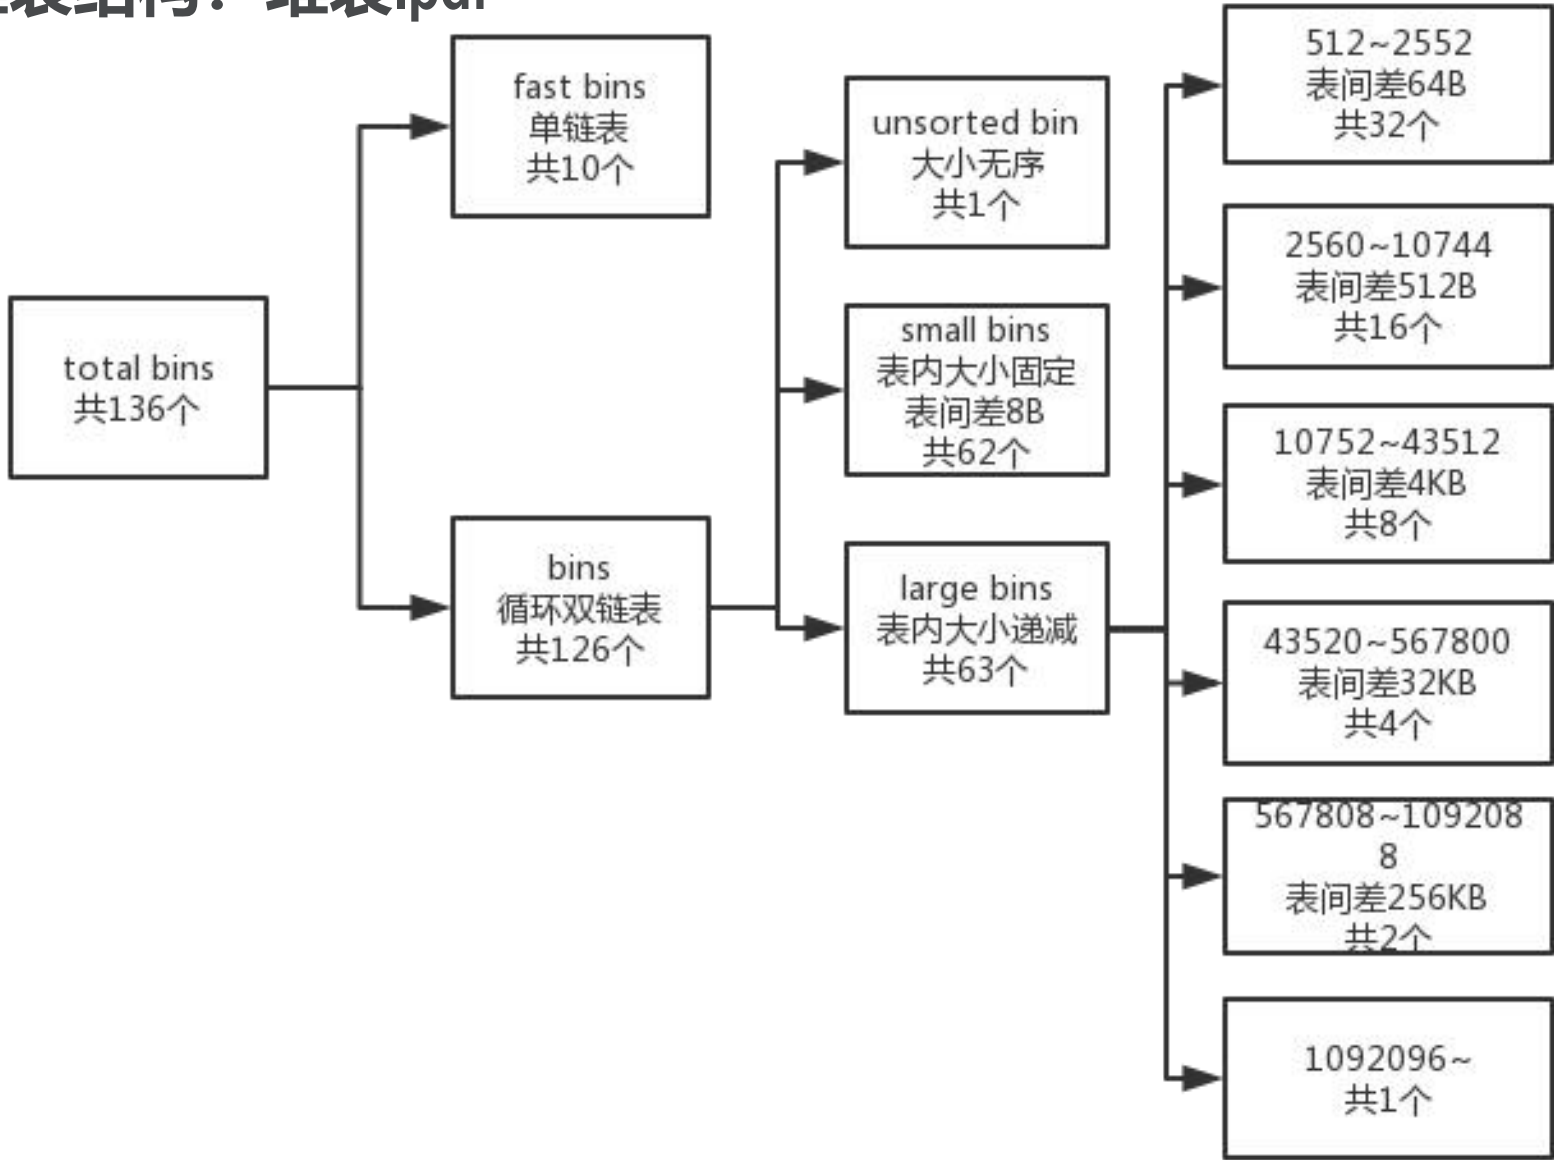 fast bins
单链表
共10个
total bins
共136个
bins
循环双链表
共126个
unsorted bin
大小无序
共1个
small bins
表内大小固定
表间差8B
共62个
large bins
表内大小递减
共63个
512~2552
表间差64B
共32个
2560~10744
表间差512B
共16个
10752~43512
表间差4KB
共8个
43520~567800
表间差32KB
共4个
567808~109208
8
表间差256KB
共2个
1092096~
共1个